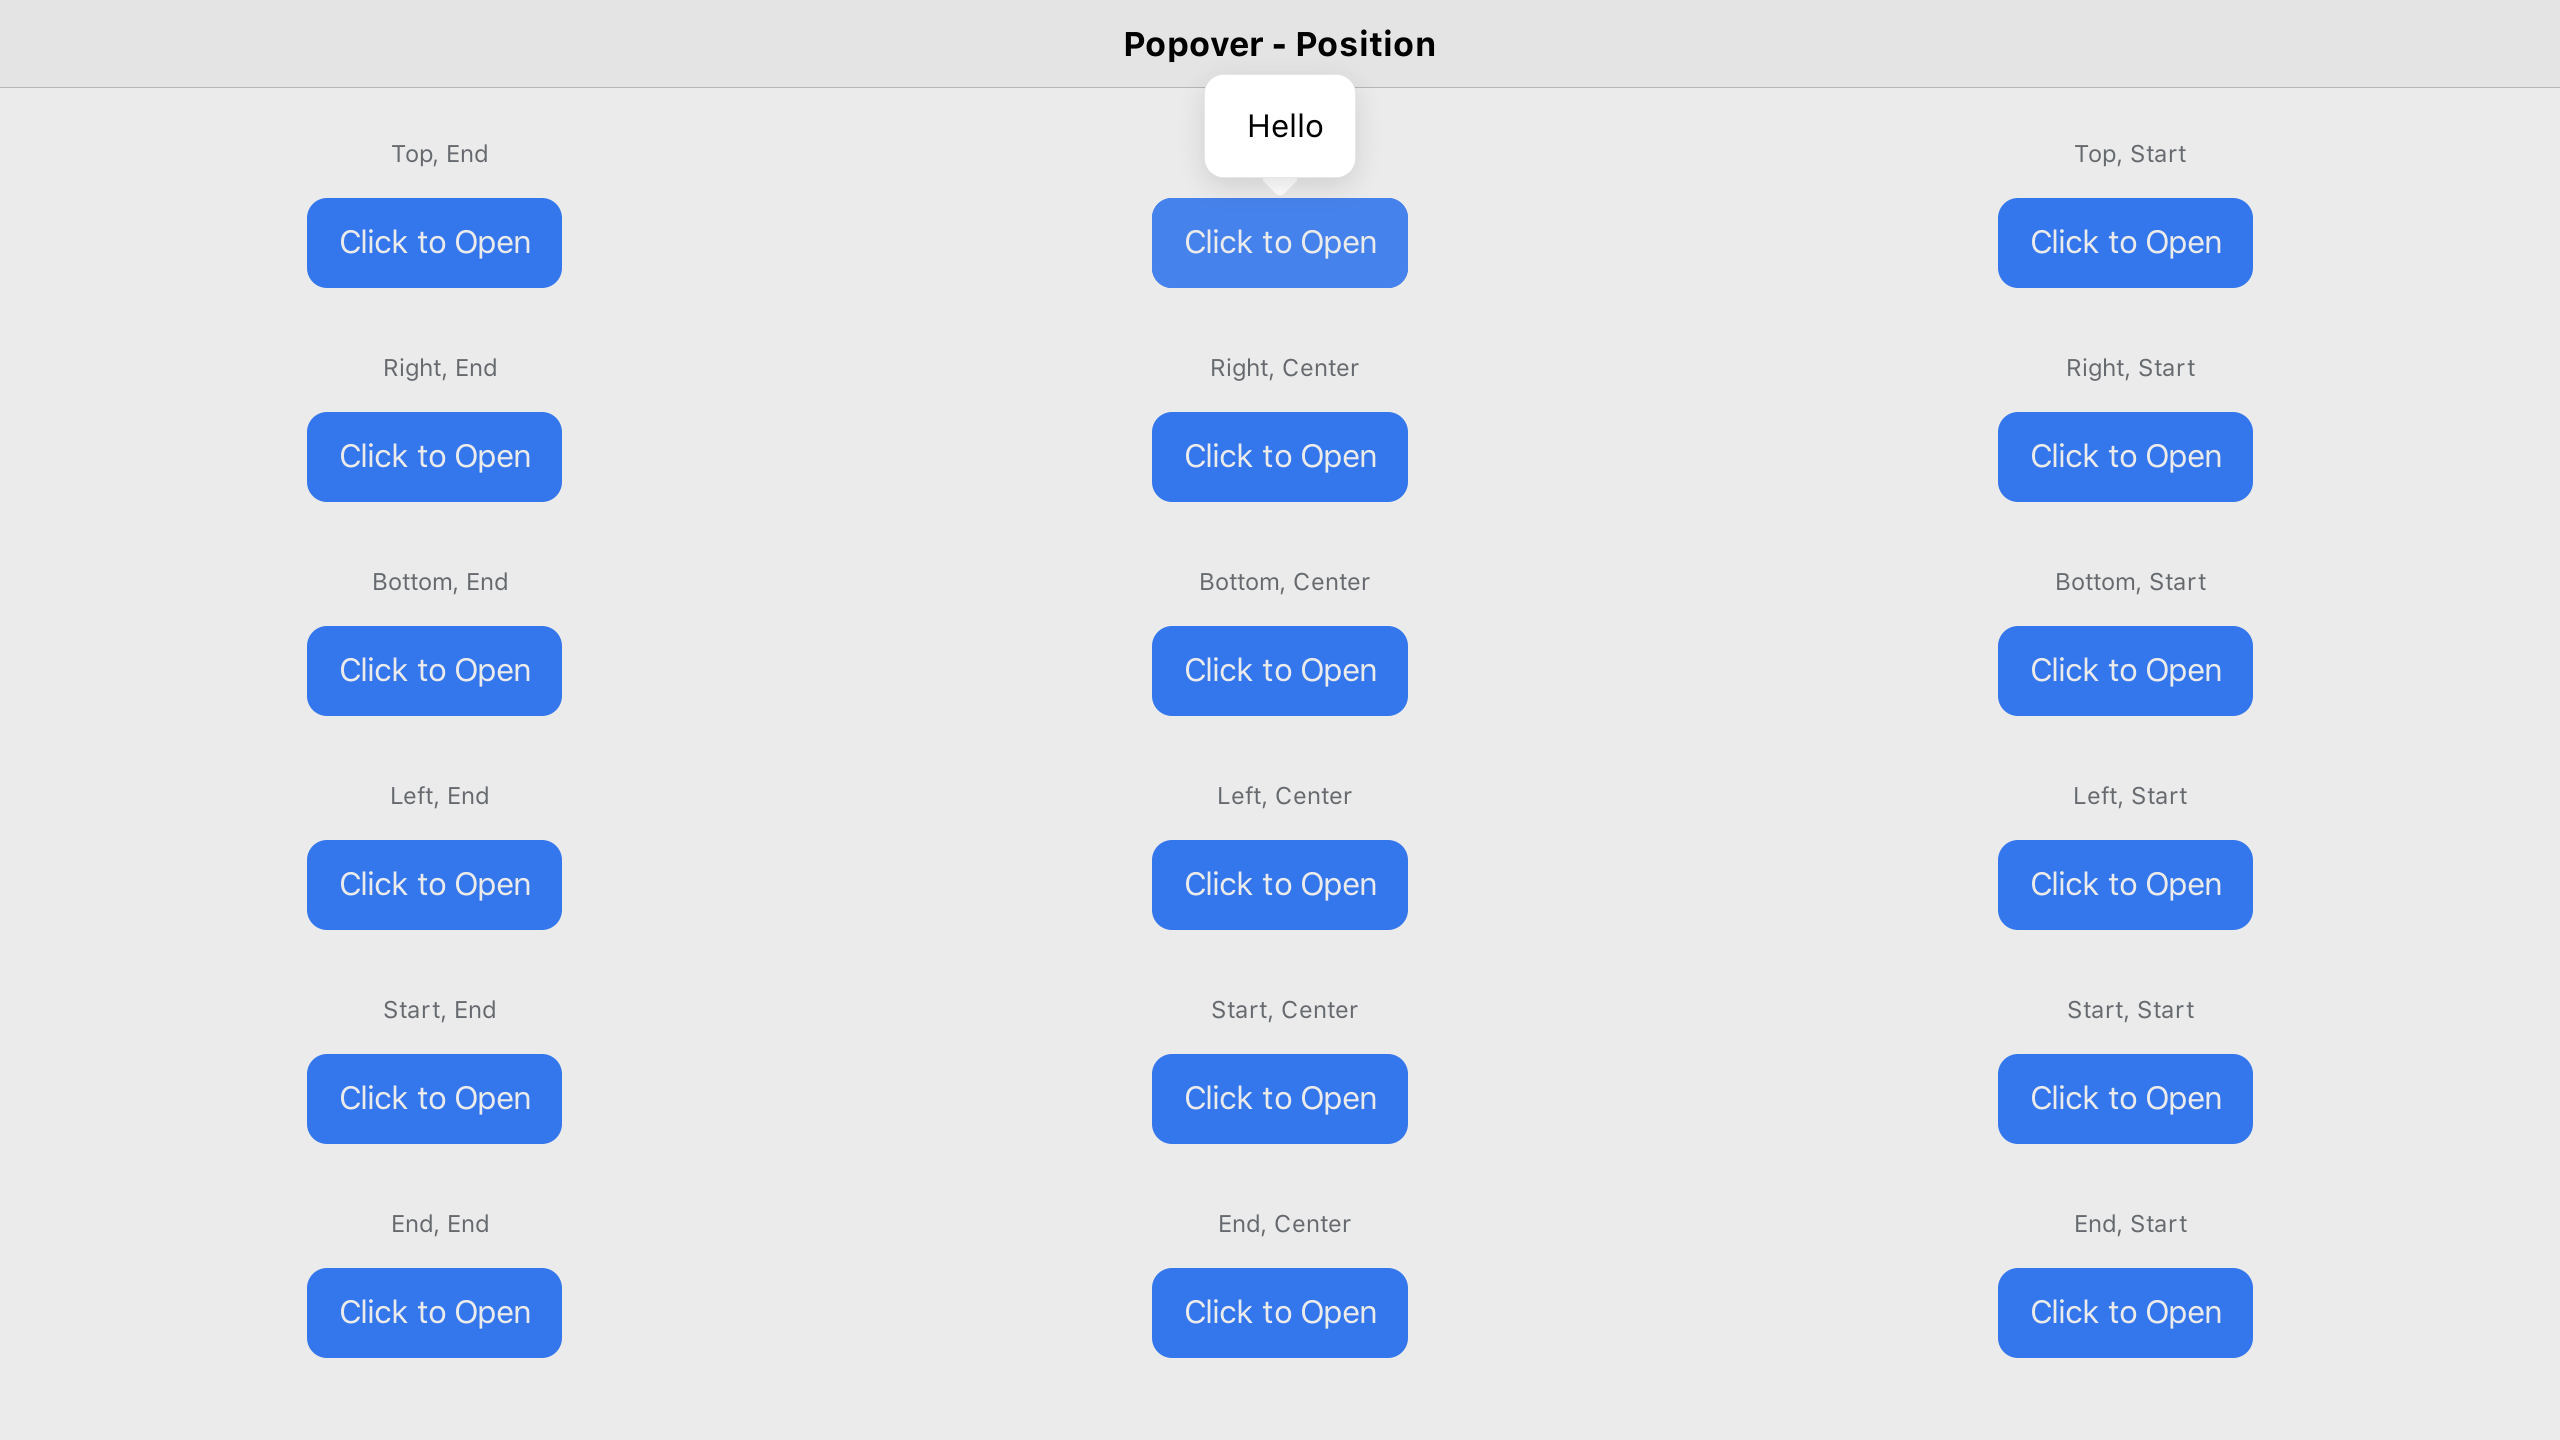 Popover - Position
Hello
Top, End
Top, Start
Click to Open
Click to Open
Click to Open
Right, End
Right, Center
Right, Start
Click to Open
Click to Open
Click to Open
Bottom, End
Bottom, Center
Bottom, Start
Click to Open
Click to Open
Click to Open
Left, End
Left, Center
Left, Start
Click to Open
Click to Open
Click to Open
Start, End
Start, Center
Start, Start
Click to Open
Click to Open
Click to Open
End, End
End, Center
End, Start
Click to Open
Click to Open
Click to Open